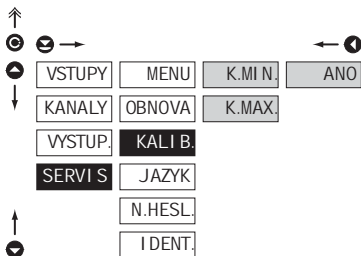 VSTUPY MENU K.MIN. ANO
KANALY OBNOVA K.MAX.
VYSTUP. KALIB.
SERVIS JAZYK
N.HESL.
IDENT.